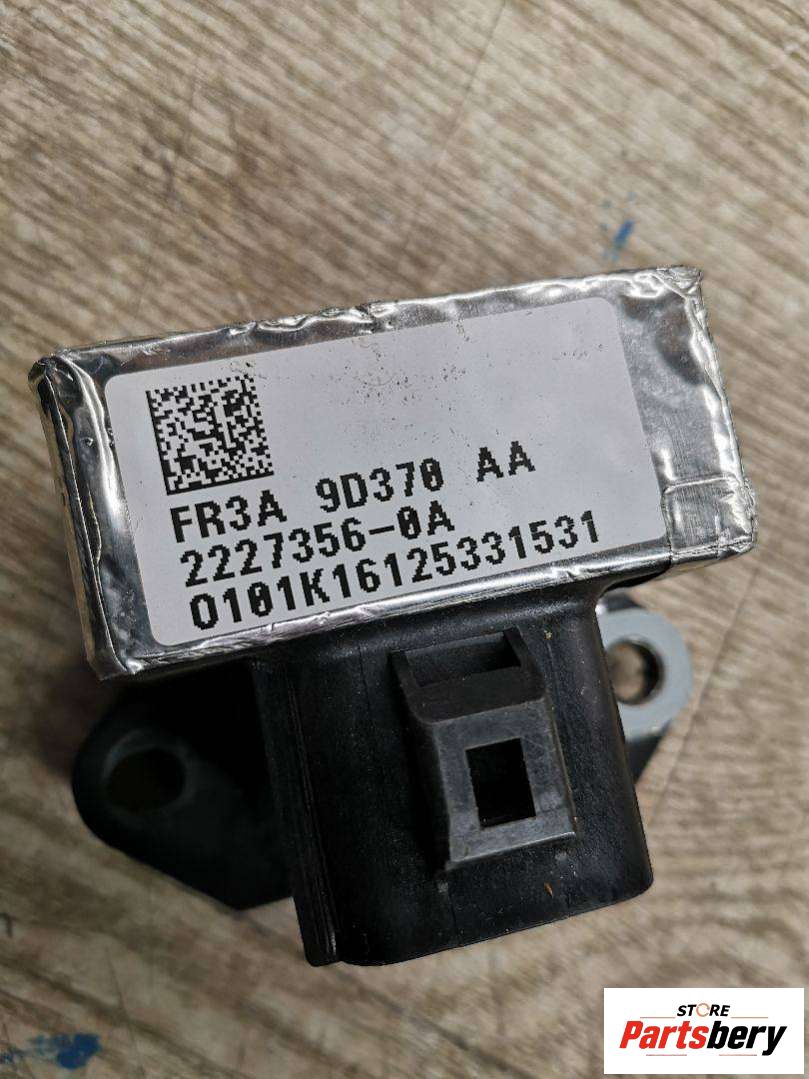 FR3A 9D370 AA
2227356-0A
0101K16125331531
STORE
Partsbery